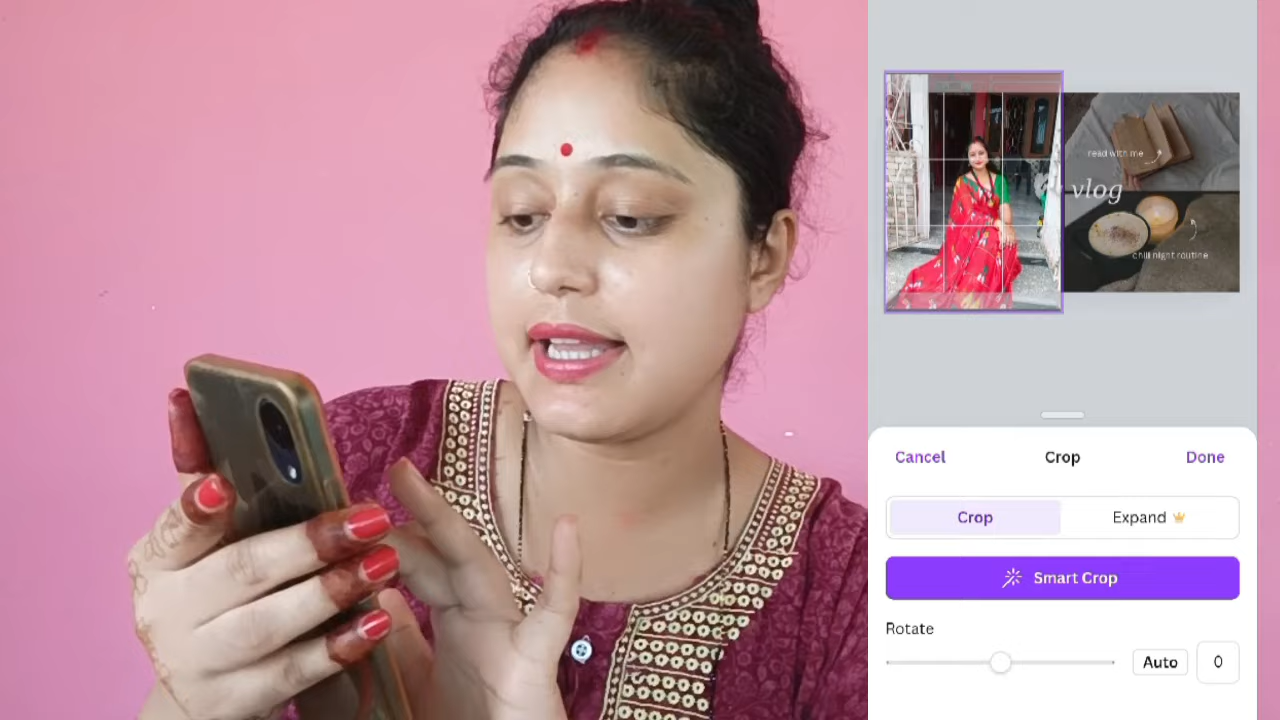 read with me
vlog
chill night routine
Cancel Crop Done
Crop Expand
Smart Crop
Rotate
Auto 0